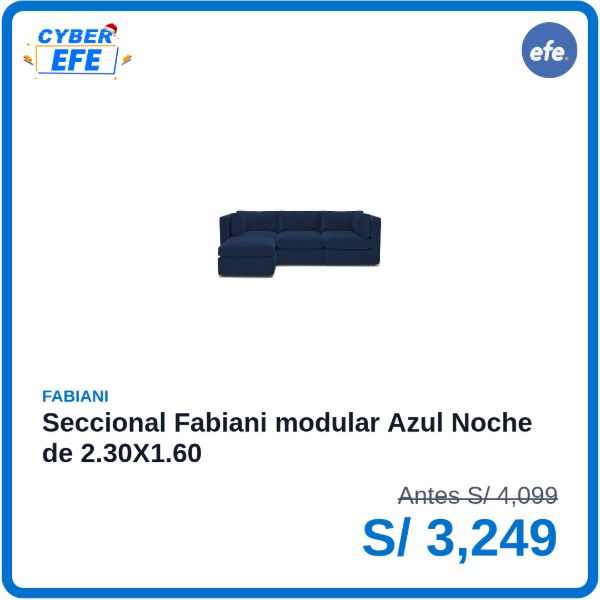 CYBER
EFE
efe.
FABIANI
Seccional Fabiani modular Azul Noche
de 2.30X1.60
Antes S/ 4,099
S/ 3,249